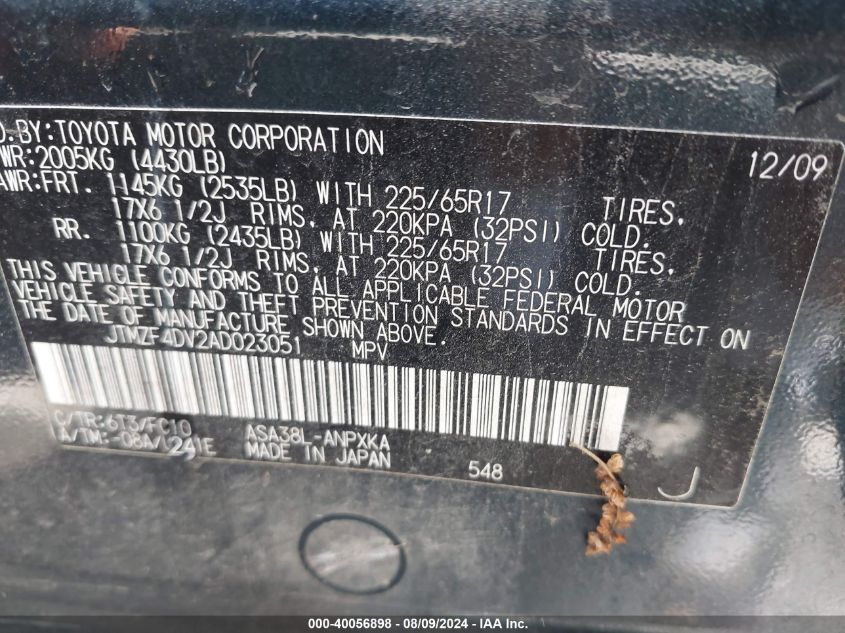 D.BY:TOYOTA MOTOR CORPORATION 12/09
WR:2005KG (4430LB)
AWR:FRT. 1145KG (2535LB) WITH 225/65R17 TIRES,
17X6 1/2J RIMS, AT 220KPA (32PSI) COLD.
RR. 1100KG (2435LB) WITH 225/65R17 TIRES,
17X6 1/2J RIMS, AT 220KPA (32PSI) COLD.
THIS VEHICLE CONFORMS TO ALL APPLICABLE FEDERAL MOTOR
VEHICLE SAFETY AND THEFT PREVENTION STANDARDS IN EFFECT ON
THE DATE OF MANUFACTURE SHOWN ABOVE.
JTMZF4DV2AD023051 MPV
C/TR:6T3/FC10 ASA38L-ANPXKA
A/TM:-08A/241E MADE IN JAPAN 548 J
000-40056898 - 08/09/2024 - IAA Inc.